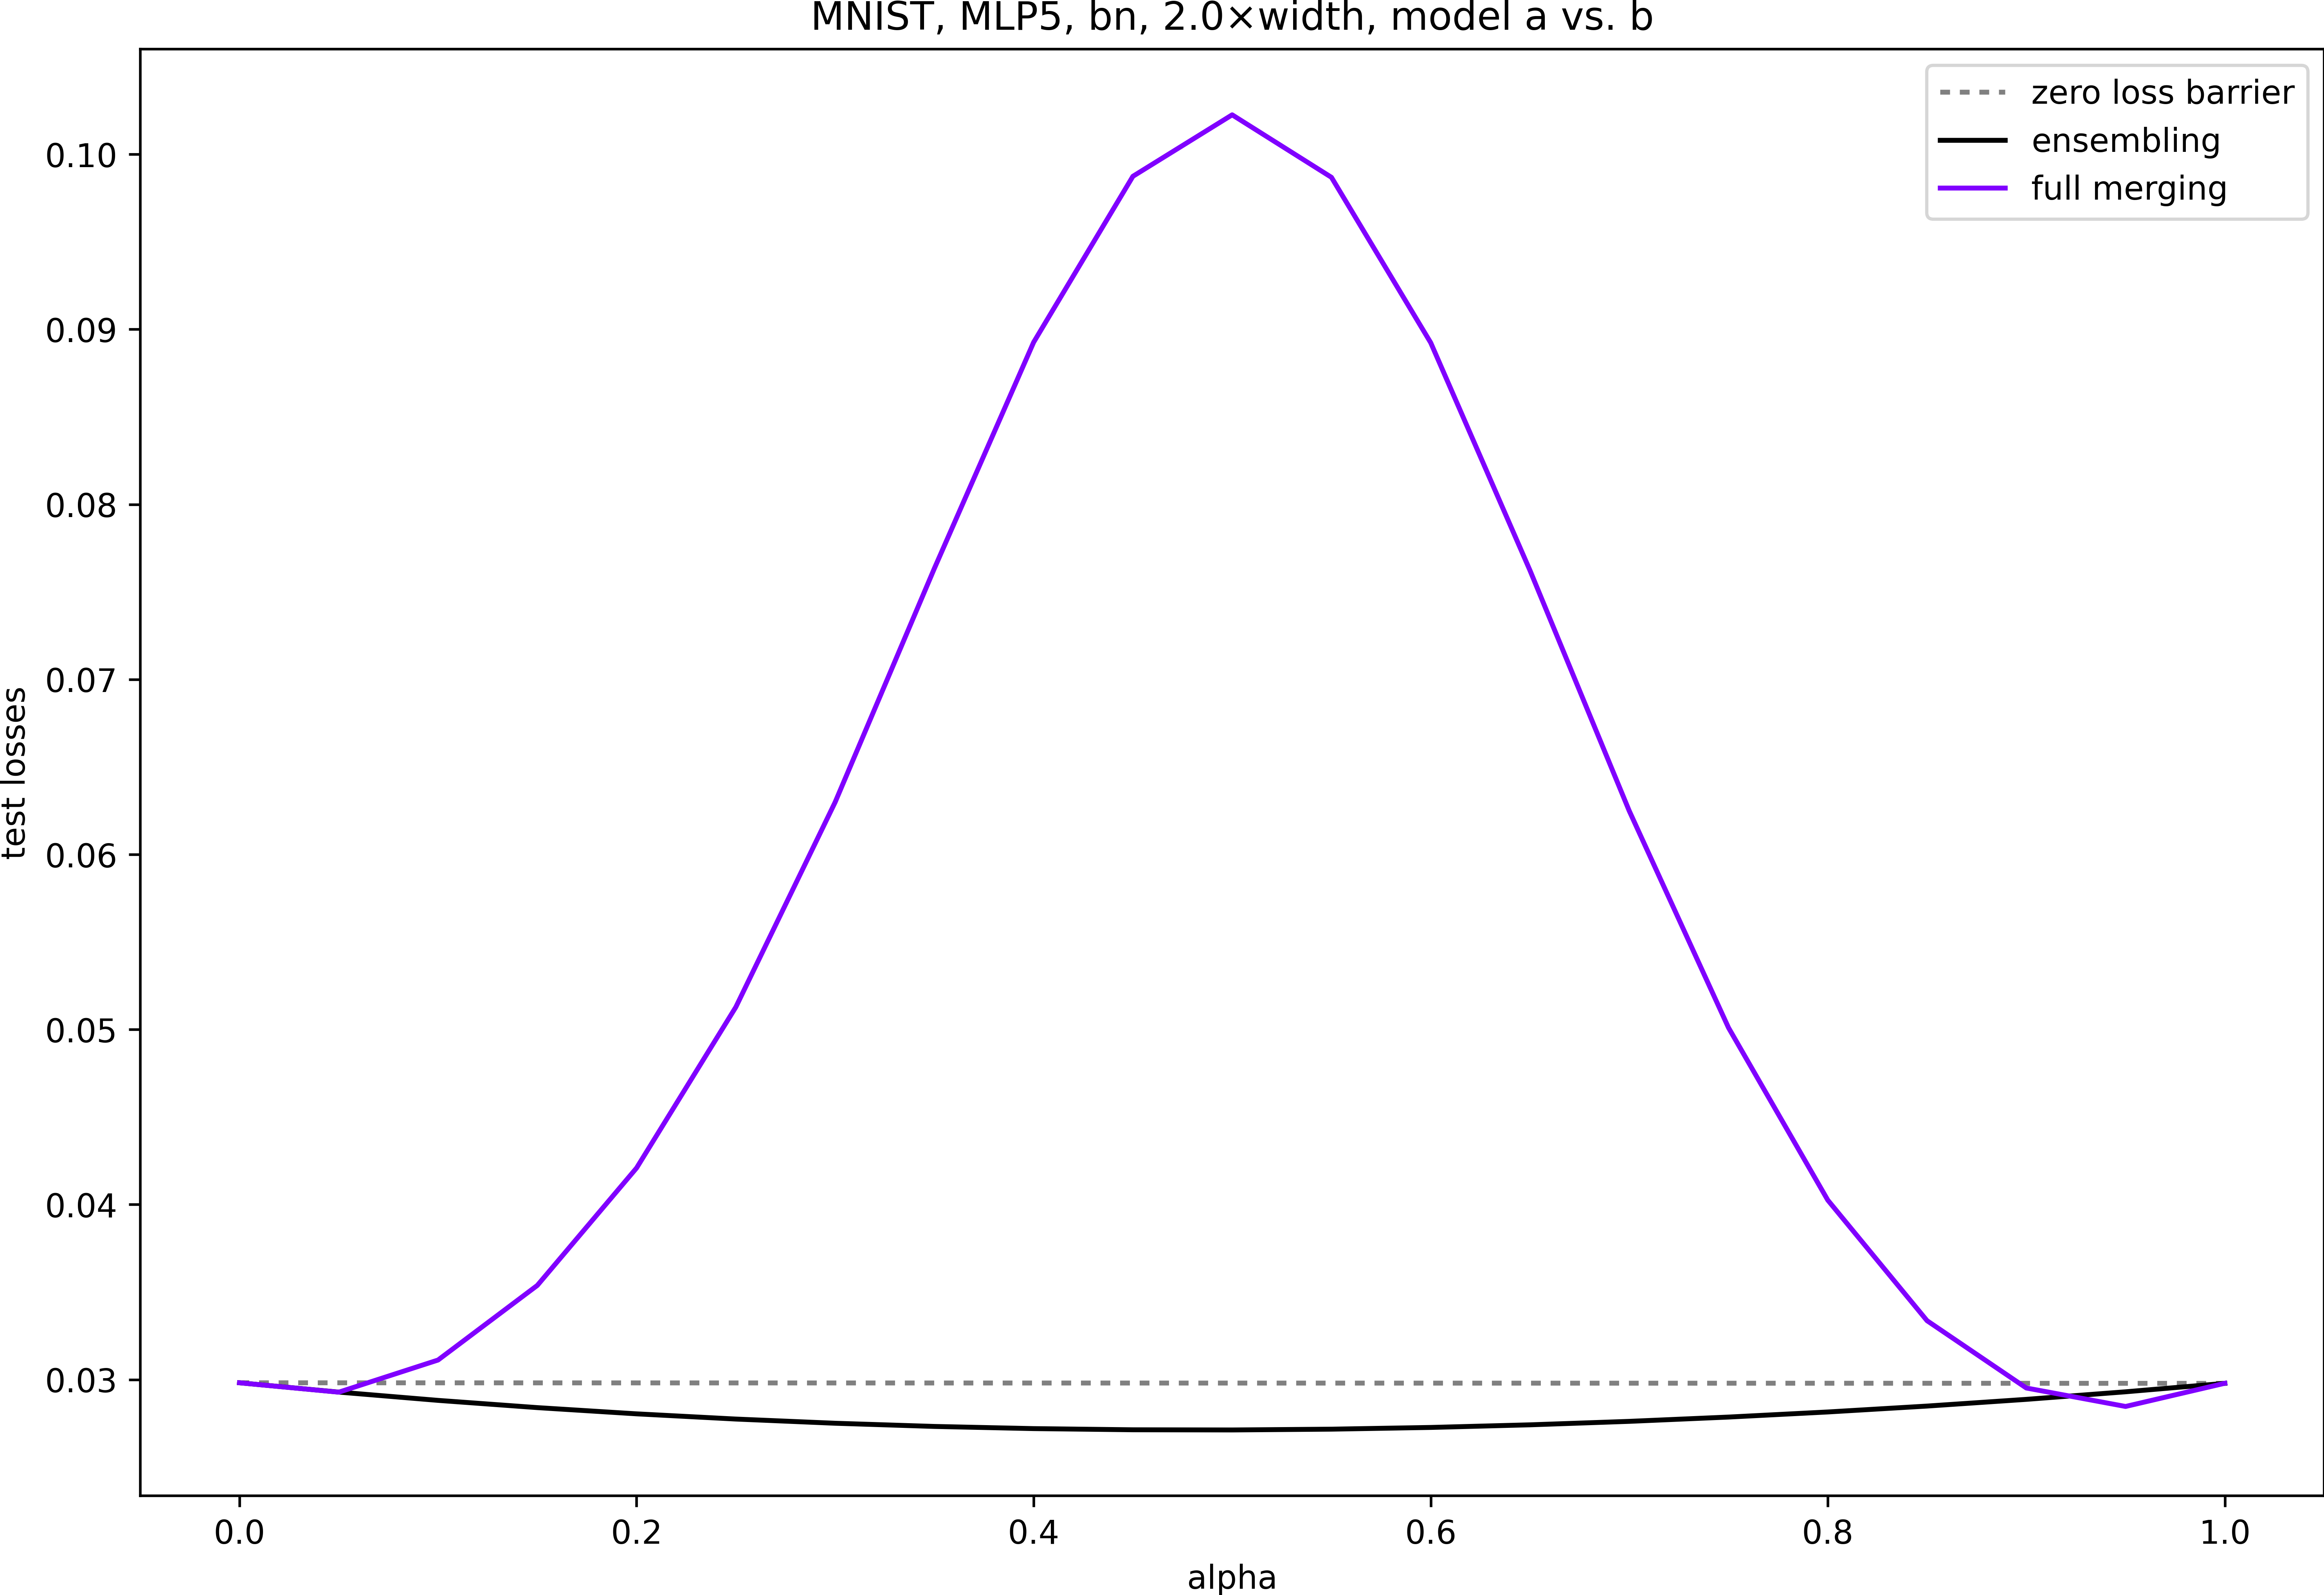 MNIST, MLP5, bn, 2.0×width, model a vs. b
zero loss barrier
ensembling
full merging
0.10
0.09
0.08
0.07
0.06
0.05
0.04
0.03
test losses
0.0 0.2 0.4 0.6 0.8 1.0
alpha